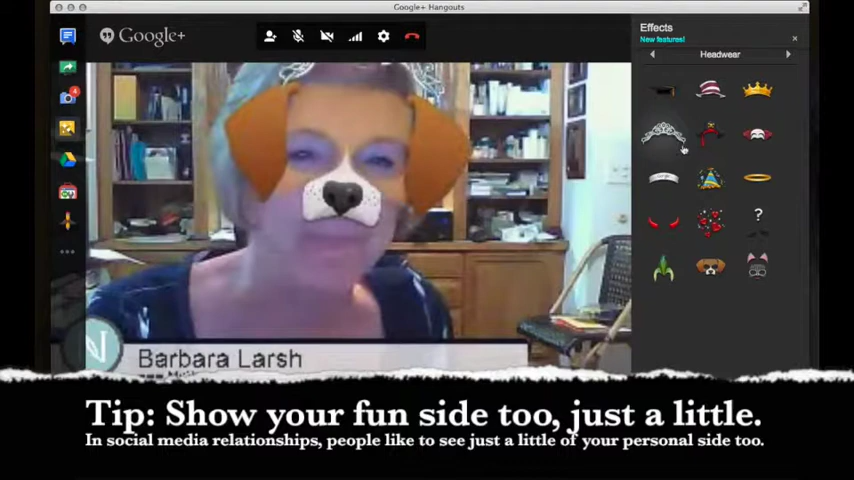 Google+ Hangouts
Google+
Effects
New features!
Headwear
4
?
Barbara Larsh
Tip: Show your fun side too, just a little.
In social media relationships, people like to see just a little of your personal side too.